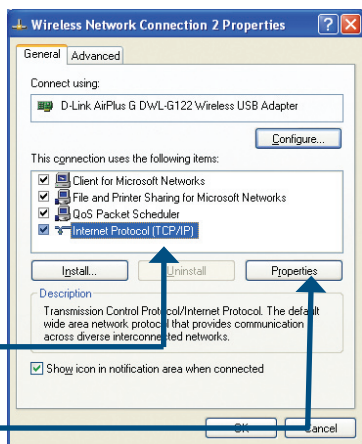 Wireless Network Connection 2 Properties
General Advanced
Connect using:
D-Link AirPlus G DWL-G122 Wireless USB Adapter
Configure...
This connection uses the following items:
Client for Microsoft Networks
File and Printer Sharing for Microsoft Networks
QoS Packet Scheduler
Internet Protocol (TCP/IP)
Install... Uninstall Properties
Description
Transmission Control Protocol/Internet Protocol. The default
wide area network protocol that provides communication
across diverse interconnected networks.
Show icon in notification area when connected
OK Cancel